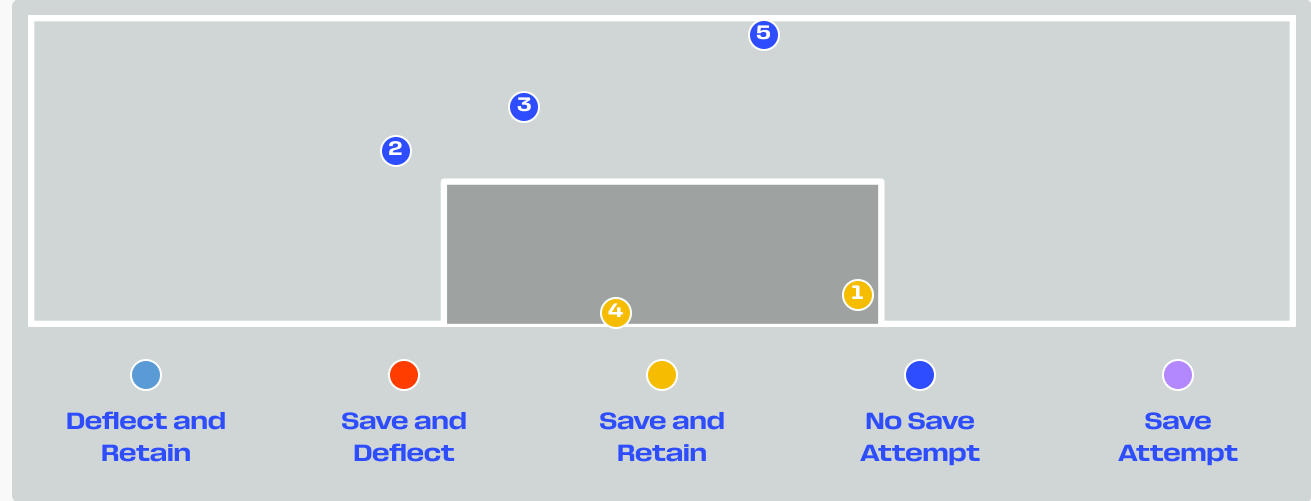 5
3
2
1
4
Deflect and
Retain
Save and
Deflect
Save and
Retain
No Save
Attempt
Save
Attempt